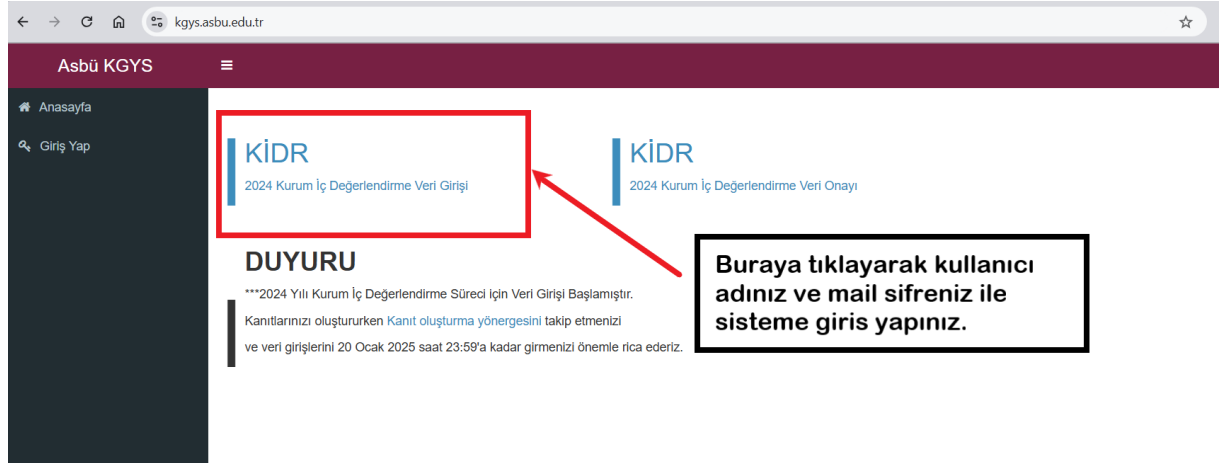 kgys.asbu.edu.tr
Asbü KGYS
Anasayfa
Giriş Yap
KİDR
2024 Kurum İç Değerlendirme Veri Girişi
KİDR
2024 Kurum İç Değerlendirme Veri Onayı
DUYURU
***2024 Yılı Kurum İç Değerlendirme Süreci için Veri Girişi Başlamıştır.
Kanıtlarınızı oluştururken Kanıt oluşturma yönergesini takip etmenizi
ve veri girişlerini 20 Ocak 2025 saat 23:59'a kadar girmenizi önemle rica ederiz.
Buraya tıklayarak kullanıcı
adınız ve mail sifreniz ile
sisteme giris yapınız.